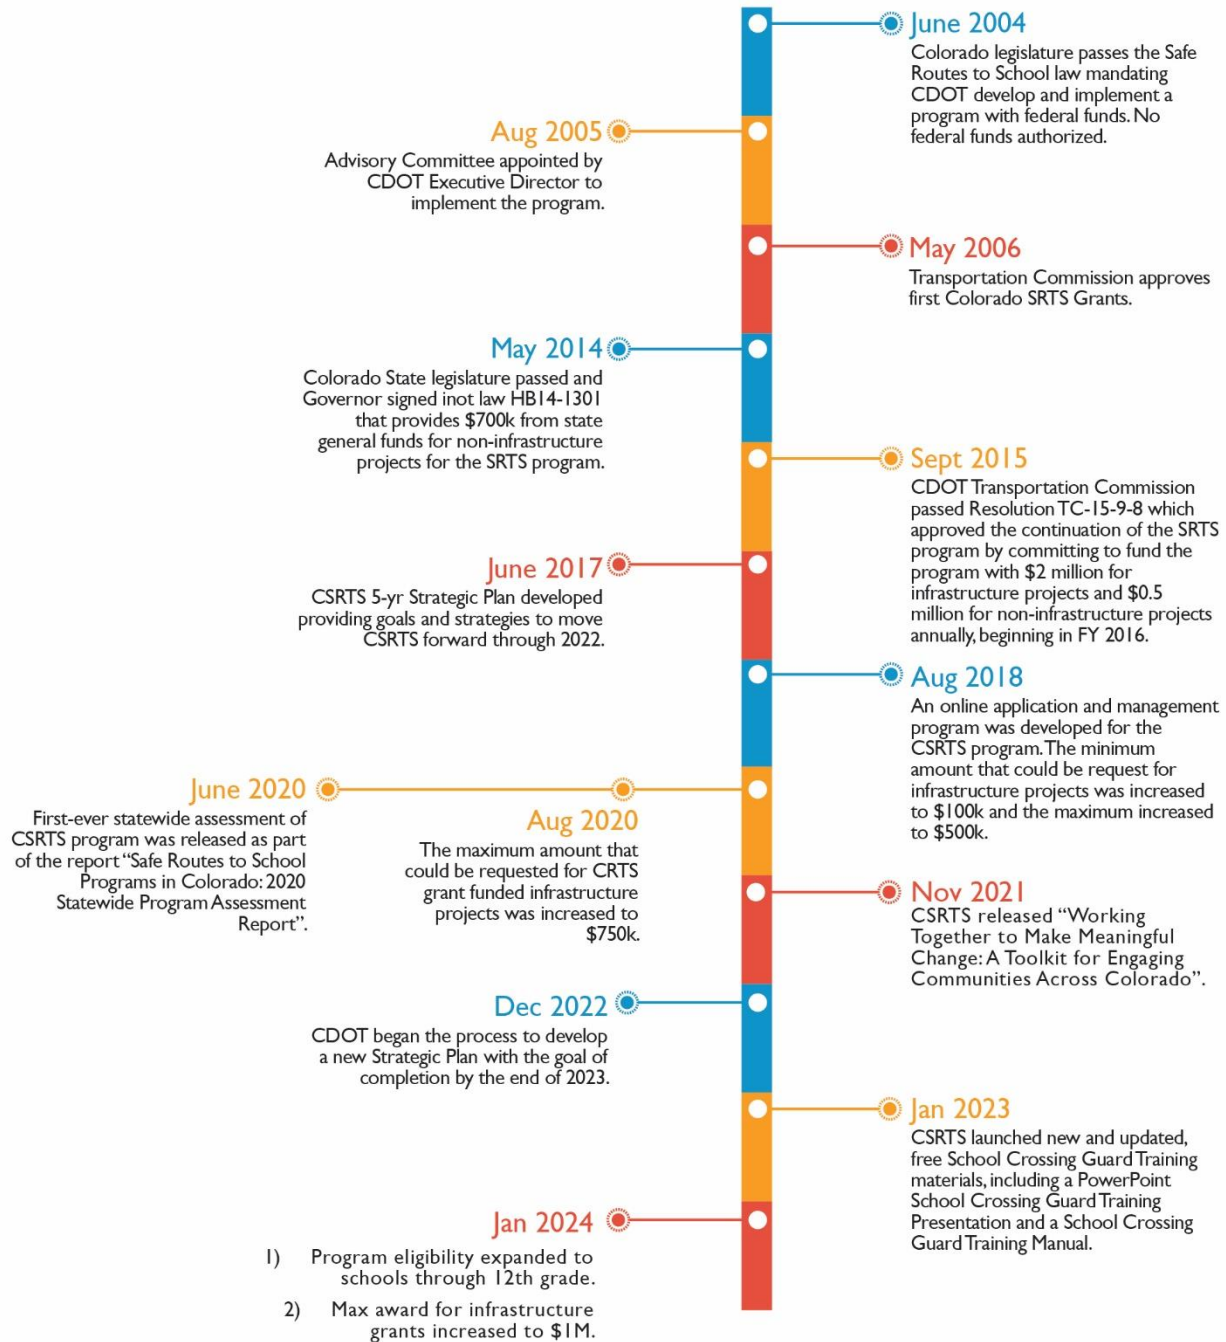 June 2004
Colorado legislature passes the Safe
Routes to School law mandating
CDOT develop and implement a
program with federal funds. No
federal funds authorized.
Aug 2005
Advisory Committee appointed by
CDOT Executive Director to
implement the program.
May 2006
Transportation Commission approves
first Colorado SRTS Grants.
May 2014
Colorado State legislature passed and
Governor signed inot law HB14-1301
that provides $700k from state
general funds for non-infrastructure
projects for the SRTS program.
Sept 2015
CDOT Transportation Commission
passed Resolution TC-15-9-8 which
approved the continuation of the SRTS
program by committing to fund the
program with $2 million for
infrastructure projects and $0.5
million for non-infrastructure projects
annually, beginning in FY 2016.
June 2017
CSRTS 5-yr Strategic Plan developed
providing goals and strategies to move
CSRTS forward through 2022.
Aug 2018
An online application and management
program was developed for the
CSRTS program. The minimum
amount that could be request for
infrastructure projects was increased
to $100k and the maximum increased
to $500k.
June 2020
First-ever statewide assessment of
CSRTS program was released as part
of the report “Safe Routes to School
Programs in Colorado: 2020
Statewide Program Assessment
Report”.
Aug 2020
The maximum amount that
could be requested for CRTS
grant funded infrastructure
projects was increased to
$750k.
Nov 2021
CSRTS released “Working
Together to Make Meaningful
Change: A Toolkit for Engaging
Communities Across Colorado”.
Dec 2022
CDOT began the process to develop
a new Strategic Plan with the goal of
completion by the end of 2023.
Jan 2023
CSRTS launched new and updated,
free School Crossing Guard Training
materials, including a PowerPoint
School Crossing Guard Training
Presentation and a School Crossing
Guard Training Manual.
Jan 2024
1) Program eligibility expanded to
schools through 12th grade.
2) Max award for infrastructure
grants increased to $1M.